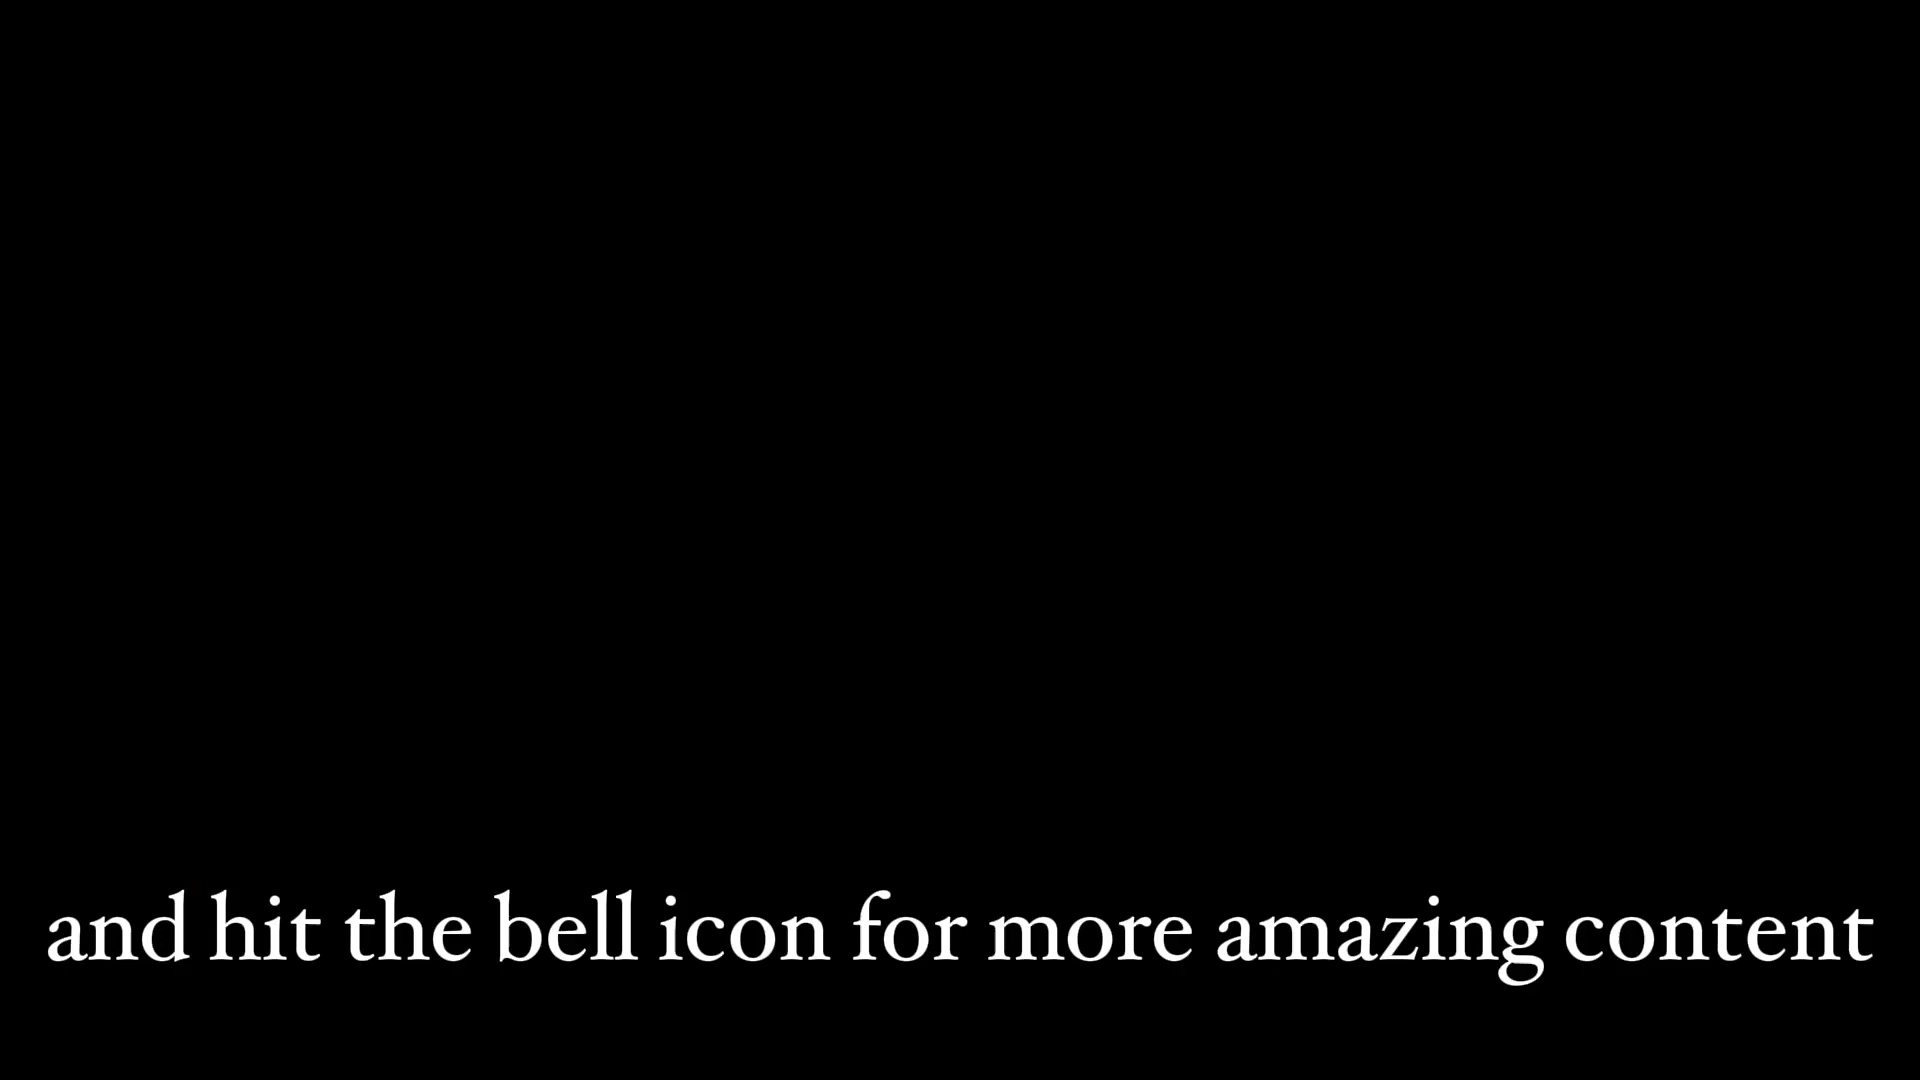 and hit the bell icon for more amazing content